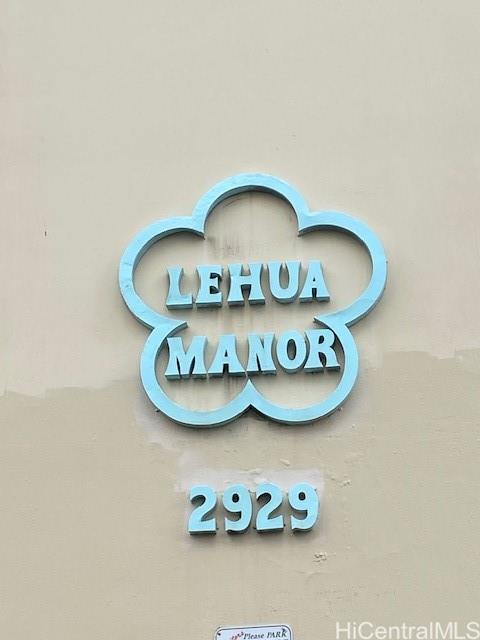 LEHUA
MANOR
2929
Please PARK
HiCentralMLS